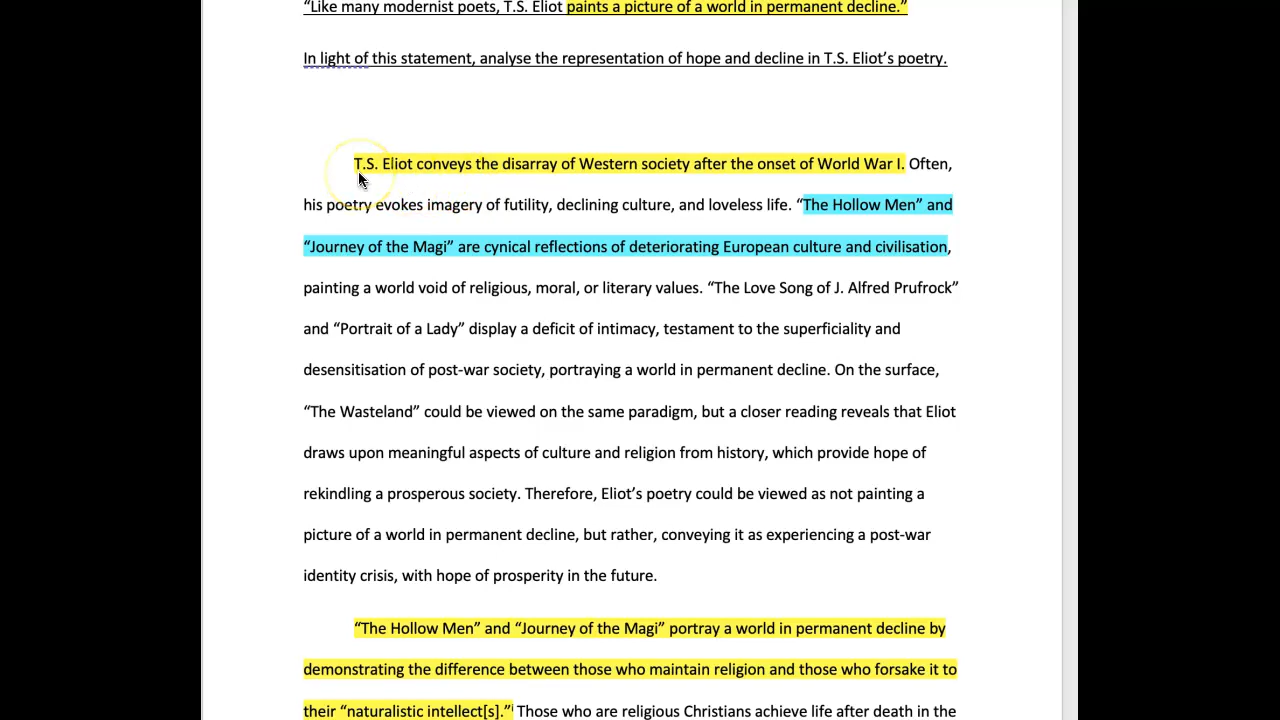 “Like many modernist poets, T.S. Eliot paints a picture of a world in permanent decline.”
In light of this statement, analyse the representation of hope and decline in T.S. Eliot’s poetry.
T.S. Eliot conveys the disarray of Western society after the onset of World War I. Often,
his poetry evokes imagery of futility, declining culture, and loveless life. “The Hollow Men” and
“Journey of the Magi” are cynical reflections of deteriorating European culture and civilisation,
painting a world void of religious, moral, or literary values. “The Love Song of J. Alfred Prufrock”
and “Portrait of a Lady” display a deficit of intimacy, testament to the superficiality and
desensitisation of post-war society, portraying a world in permanent decline. On the surface,
“The Wasteland” could be viewed on the same paradigm, but a closer reading reveals that Eliot
draws upon meaningful aspects of culture and religion from history, which provide hope of
rekindling a prosperous society. Therefore, Eliot’s poetry could be viewed as not painting a
picture of a world in permanent decline, but rather, conveying it as experiencing a post-war
identity crisis, with hope of prosperity in the future.
“The Hollow Men” and “Journey of the Magi” portray a world in permanent decline by
demonstrating the difference between those who maintain religion and those who forsake it to
their “naturalistic intellect[s].”ⁱ Those who are religious Christians achieve life after death in the